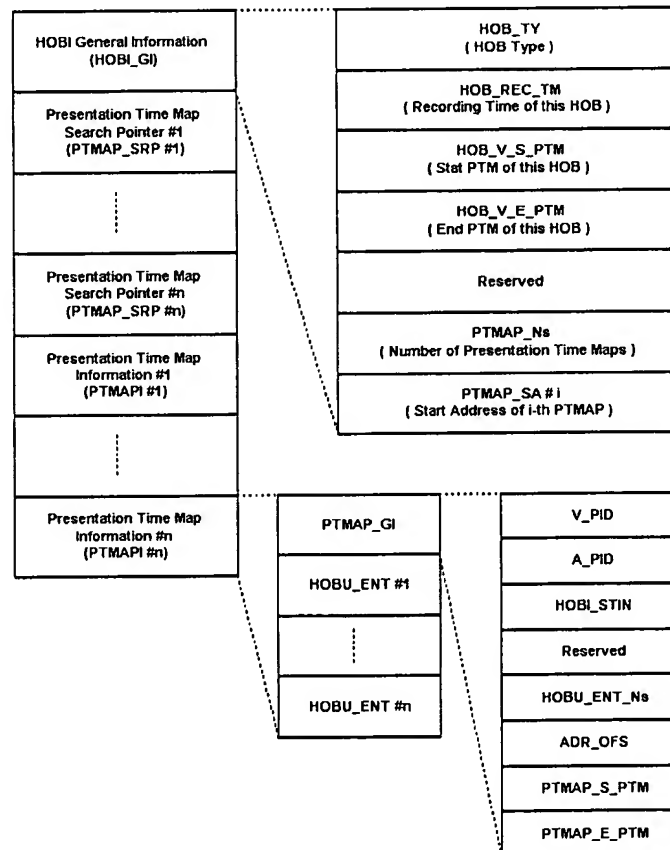 HOBI General Information
(HOBI_GI)
Presentation Time Map
Search Pointer #1
(PTMAP_SRP #1)
Presentation Time Map
Search Pointer #n
(PTMAP_SRP #n)
Presentation Time Map
Information #1
(PTMAPI #1)
Presentation Time Map
Information #n
(PTMAPI #n)
HOB_TY
( HOB Type )
HOB_REC_TM
( Recording Time of this HOB )
HOB_V_S_PTM
( Stat PTM of this HOB )
HOB_V_E_PTM
( End PTM of this HOB )
Reserved
PTMAP_Ns
( Number of Presentation Time Maps )
PTMAP_SA # i
( Start Address of i-th PTMAP )
PTMAP_GI
HOBU_ENT #1
HOBU_ENT #n
V_PID
A_PID
HOBI_STIN
Reserved
HOBU_ENT_Ns
ADR_OFS
PTMAP_S_PTM
PTMAP_E_PTM